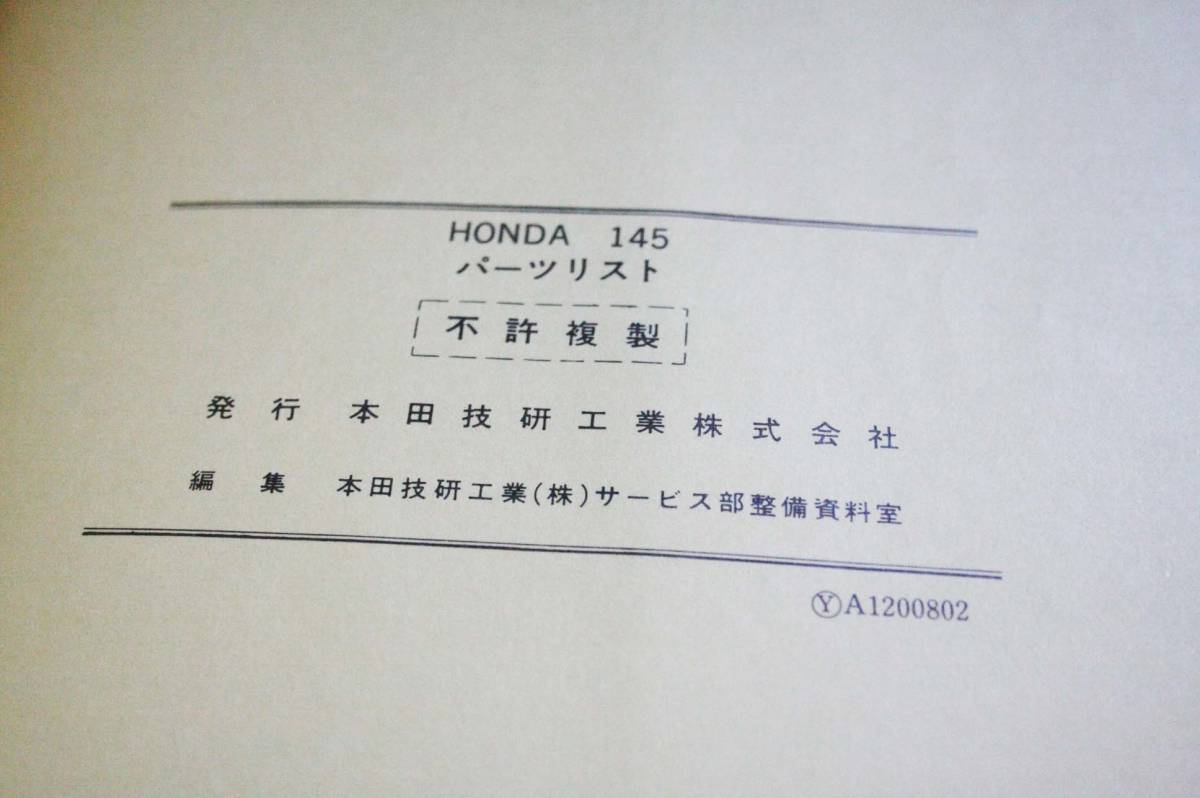 HONDA 145
パーツリスト
不許複製
発行 本田技研工業株式会社
編集 本田技研工業(株)サービス部整備資料室
ⓎA1200802